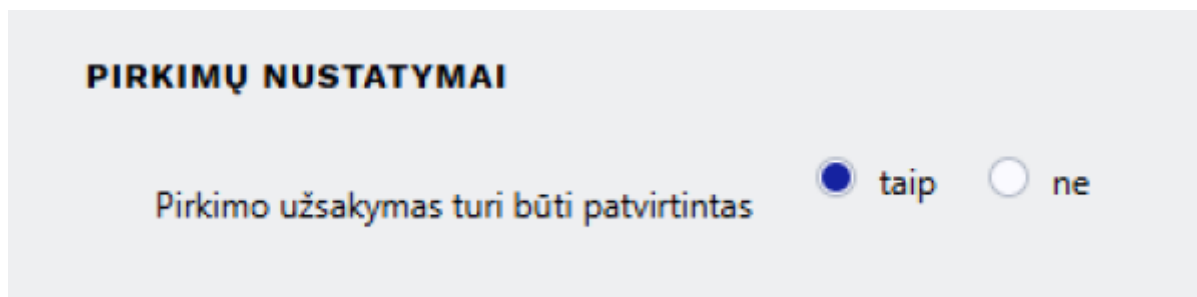 PIRKIMŲ NUSTATYMAI
Pirkimo užsakymas turi būti patvirtintas taip ne